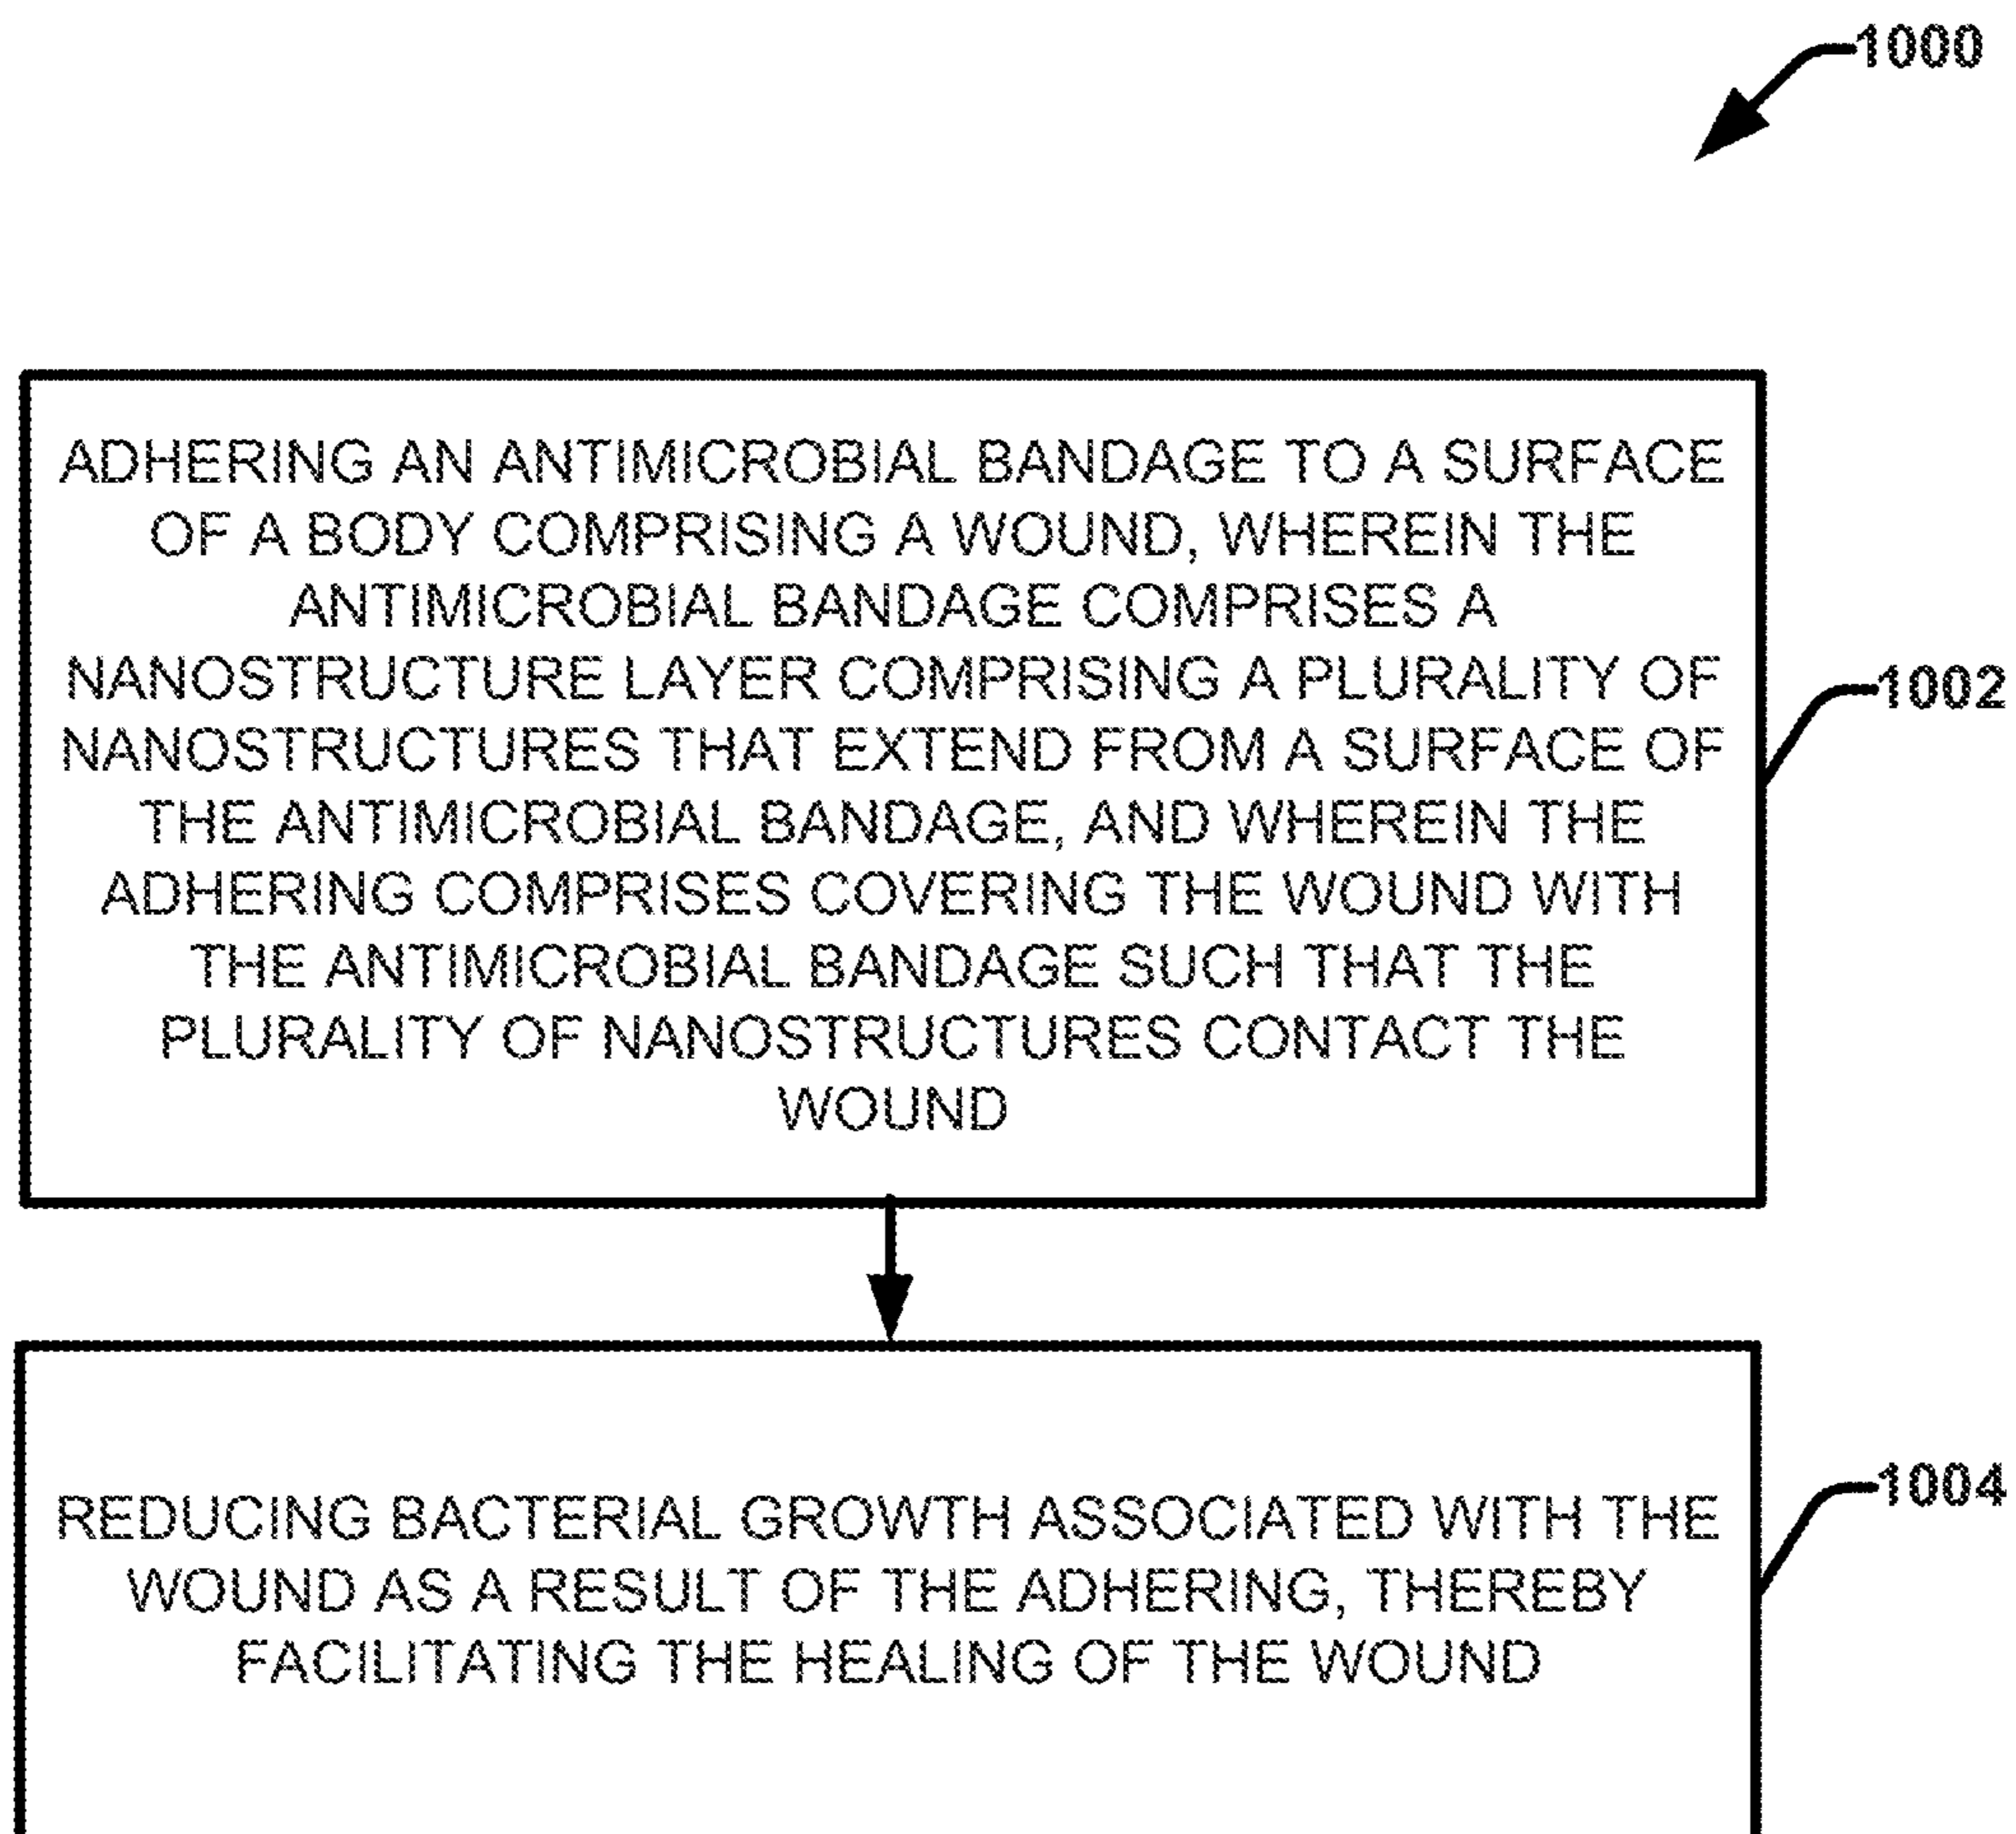 1000
ADHERING AN ANTIMICROBIAL BANDAGE TO A SURFACE
OF A BODY COMPRISING A WOUND, WHEREIN THE
ANTIMICROBIAL BANDAGE COMPRISES A
NANOSTRUCTURE LAYER COMPRISING A PLURALITY OF
NANOSTRUCTURES THAT EXTEND FROM A SURFACE OF
THE ANTIMICROBIAL BANDAGE, AND WHEREIN THE
ADHERING COMPRISES COVERING THE WOUND WITH
THE ANTIMICROBIAL BANDAGE SUCH THAT THE
PLURALITY OF NANOSTRUCTURES CONTACT THE
WOUND
1002
REDUCING BACTERIAL GROWTH ASSOCIATED WITH THE
WOUND AS A RESULT OF THE ADHERING, THEREBY
FACILITATING THE HEALING OF THE WOUND
1004